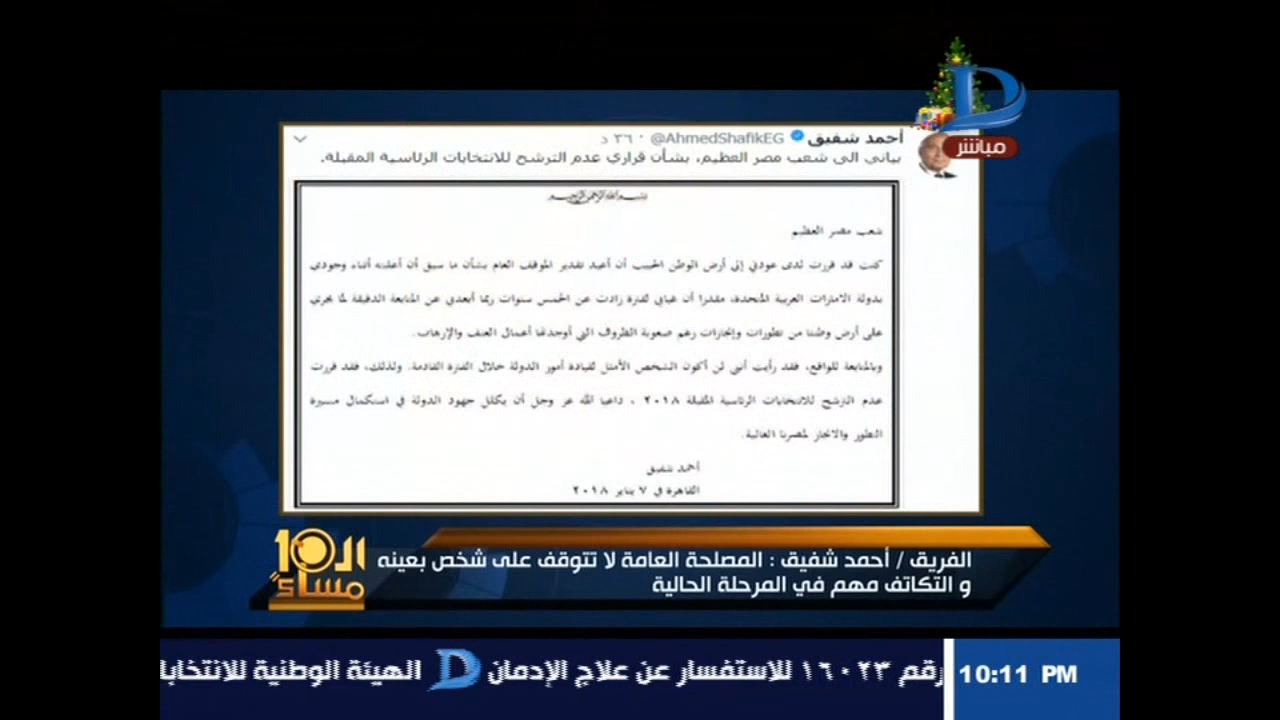 مباشر
أحمد شفيق @AhmedShafikEG · ٣٦ د
بياني الى شعب مصر العظيم، بشأن قراري عدم الترشح للانتخابات الرئاسية المقبلة.
بسم الله الرحمن الرحيم
شعب مصر العظيم
كنت قد قررت لدى عودتي إلى أرض الوطن الحبيب أن أعيد تقدير الموقف العام بشأن ما سبق أن أعلنته أثناء وجودي
بدولة الامارات العربية المتحدة، مقدرا أن غيابي لفترة زادت عن الخمس سنوات ربما أبعدني عن المتابعة الدقيقة لما يجري
على أرض وطننا من تطورات وإنجازات رغم صعوبة الظروف التي أوجدتها أعمال العنف والإرهاب.
وبالمتابعة للواقع، فقد رأيت أنني لن أكون الشخص الأمثل لقيادة أمور الدولة خلال الفترة القادمة. ولذلك، فقد قررت
عدم الترشح للانتخابات الرئاسية المقبلة ٢٠١٨ ، داعيا الله عز وجل أن يكلل جهود الدولة في استكمال مسيرة
التطور والانجاز لمصرنا الغالية.
أحمد شفيق
القاهرة في ٧ يناير ٢٠١٨
الفريق / أحمد شفيق : المصلحة العامة لا تتوقف على شخص بعينه
و التكاتف مهم في المرحلة الحالية
الـ10 مساءً
رقم ١٦٠٢٣ للاستفسار عن علاج الإدمان الهيئة الوطنية للانتخابا
10:11 PM